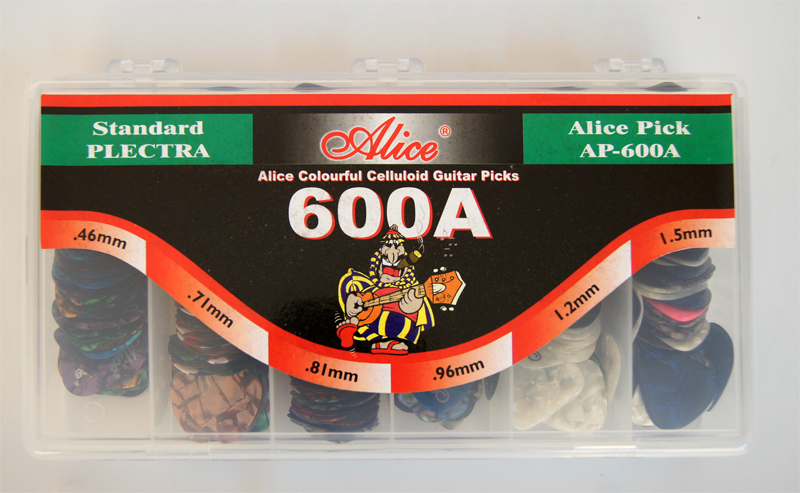 Standard
PLECTRA
Alice®
Alice Pick
AP-600A
Alice Colourful Celluloid Guitar Picks
600A
.46mm
.71mm
.81mm
.96mm
1.2mm
1.5mm